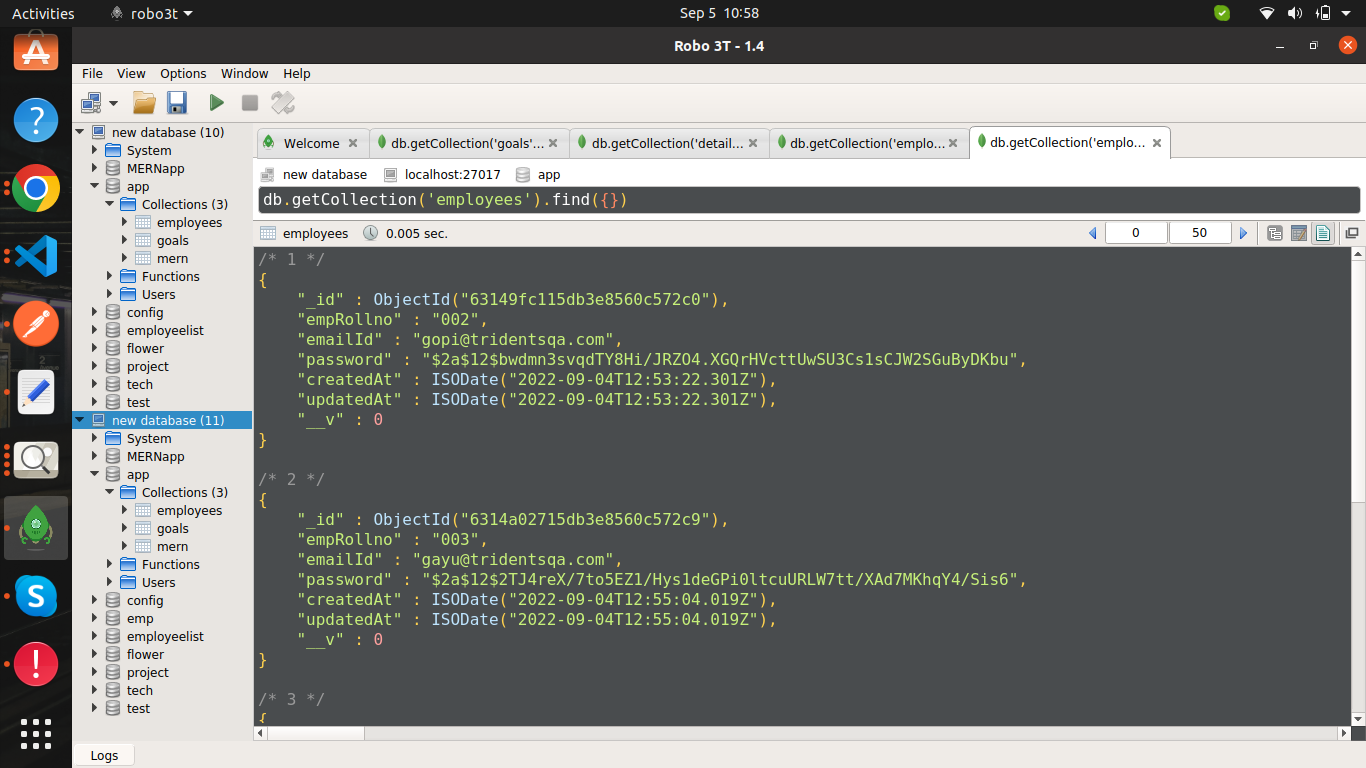 Activities robo3t Sep 5 10:58
Robo 3T - 1.4
File View Options Window Help
new database (10)
System
MERNapp
app
Collections (3)
employees
goals
mern
Functions
Users
config
employeelist
flower
project
tech
test
new database (11)
System
MERNapp
app
Collections (3)
employees
goals
mern
Functions
Users
config
emp
employeelist
flower
project
tech
test
Welcome db.getCollection('goals'... db.getCollection('detail... db.getCollection('emplo... db.getCollection('emplo...
new database localhost:27017 app
db.getCollection('employees').find({})
employees 0.005 sec. 0 50
/* 1 */
{
"_id" : ObjectId("63149fc115db3e8560c572c0"),
"empRollno" : "002",
"emailId" : "gopi@tridentsqa.com",
"password" : "$2a$12$bwdmn3svqdTY8Hi/JRZO4.XGQrHVcttUwSU3Cs1sCJW2SGuByDKbu",
"createdAt" : ISODate("2022-09-04T12:53:22.301Z"),
"updatedAt" : ISODate("2022-09-04T12:53:22.301Z"),
"__v" : 0
}
/* 2 */
{
"_id" : ObjectId("6314a02715db3e8560c572c9"),
"empRollno" : "003",
"emailId" : "gayu@tridentsqa.com",
"password" : "$2a$12$2TJ4reX/7to5EZ1/Hys1deGPi0ltcuURLW7tt/XAd7MKhqY4/Sis6",
"createdAt" : ISODate("2022-09-04T12:55:04.019Z"),
"updatedAt" : ISODate("2022-09-04T12:55:04.019Z"),
"__v" : 0
}
/* 3 */
{
Logs